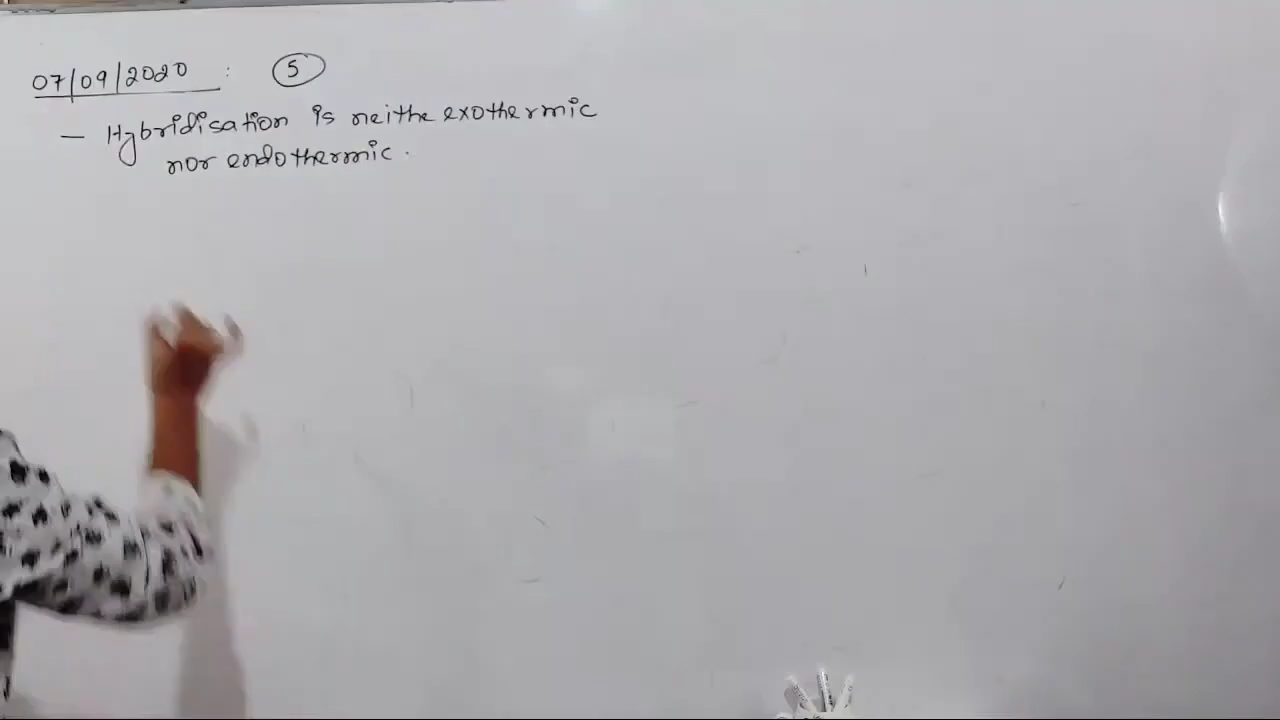 07/09/2020 : 5
- Hybridisation is neithe exothermic
nor endothermic.